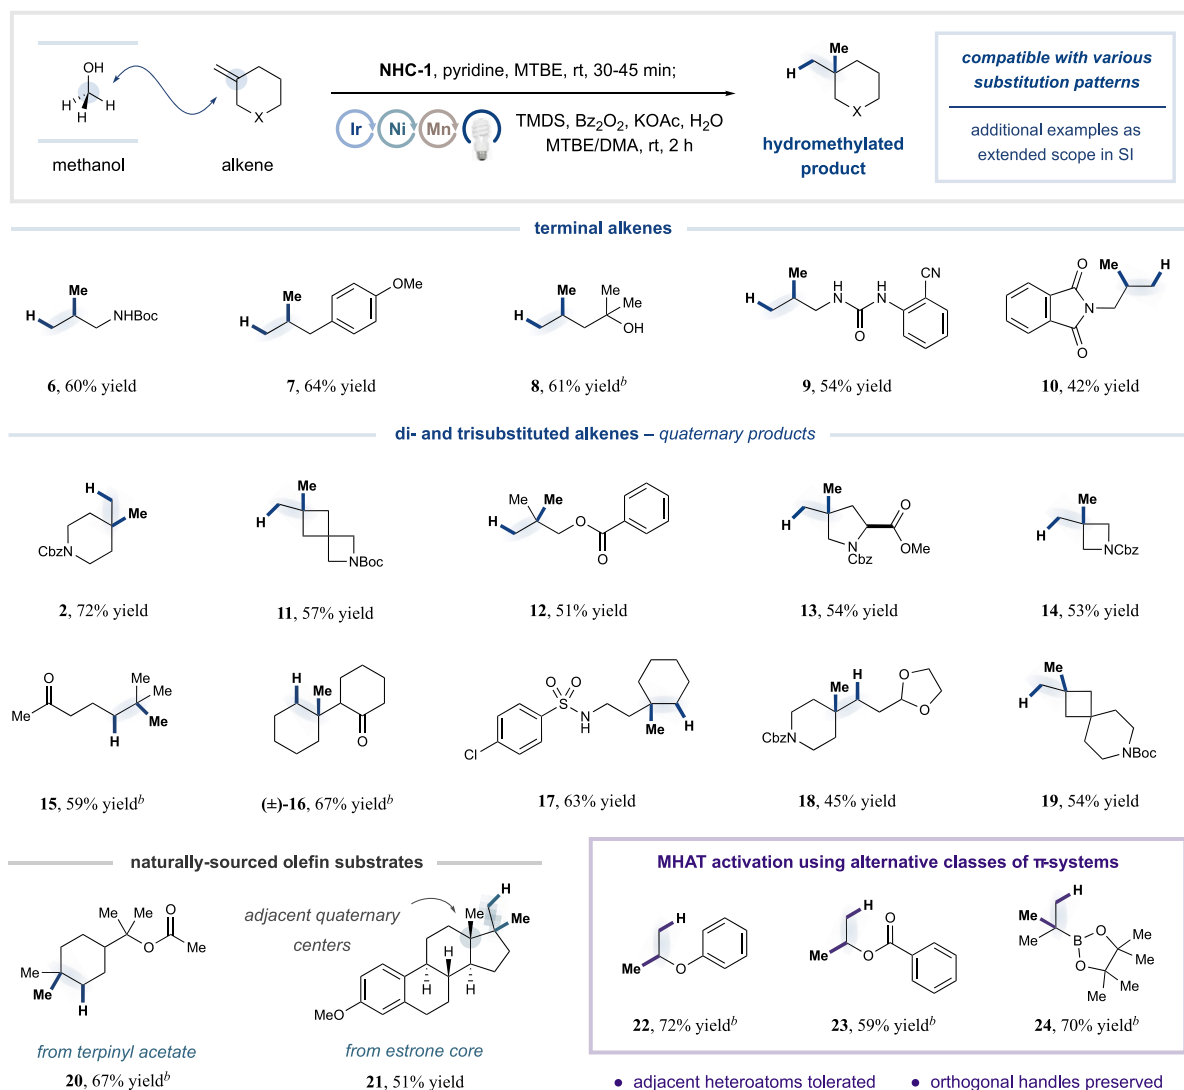 OH
H
H
methanol
X
alkene
NHC-1, pyridine, MTBE, rt, 30-45 min;
Ir
Ni
Mn
TMDS, Bz₂O₂, KOAc, H₂O
MTBE/DMA, rt, 2 h
Me
H
X
hydromethylated
product
compatible with various
substitution patterns
additional examples as
extended scope in SI
terminal alkenes
Me
H
NHBoc
6, 60% yield
Me
H
OMe
7, 64% yield
Me
Me
Me
H
OH
8, 61% yieldᵇ
Me
H
H
N
H
N
O
CN
9, 54% yield
O
N
O
Me
H
10, 42% yield
di- and trisubstituted alkenes – quaternary products
H
Me
N
Cbz
2, 72% yield
Me
H
NBoc
11, 57% yield
Me
Me
H
O
O
12, 51% yield
Me
H
N
Cbz
O
OMe
13, 54% yield
Me
H
NCbz
14, 53% yield
O
Me
Me
Me
Me
H
15, 59% yieldᵇ
H
Me
O
(±)-16, 67% yieldᵇ
O
O
S
N
H
Cl
Me
H
17, 63% yield
Me
H
O
O
CbzN
18, 45% yield
Me
H
NBoc
19, 54% yield
naturally-sourced olefin substrates
Me
Me
O
O
Me
Me
Me
H
from terpinyl acetate
20, 67% yieldᵇ
adjacent quaternary
centers
H
Me
Me
H
H
H
MeO
from estrone core
21, 51% yield
MHAT activation using alternative classes of π-systems
H
Me
O
22, 72% yieldᵇ
H
Me
O
O
23, 59% yieldᵇ
H
Me
Me
B
O
O
Me
Me
Me
Me
24, 70% yieldᵇ
● adjacent heteroatoms tolerated
● orthogonal handles preserved